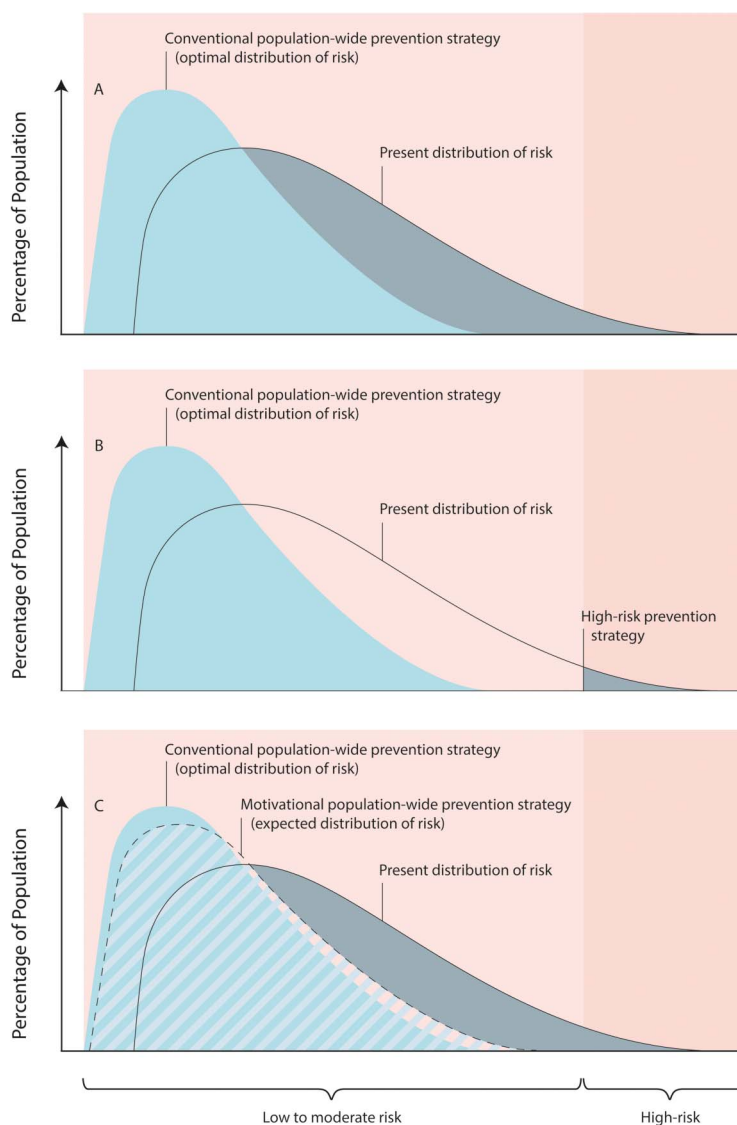 Conventional population-wide prevention strategy
(optimal distribution of risk)
A
Present distribution of risk
Percentage of Population
Conventional population-wide prevention strategy
(optimal distribution of risk)
B
Present distribution of risk
High-risk prevention
strategy
Percentage of Population
Conventional population-wide prevention strategy
(optimal distribution of risk)
C
Motivational population-wide prevention strategy
(expected distribution of risk)
Present distribution of risk
Percentage of Population
Low to moderate risk
High-risk